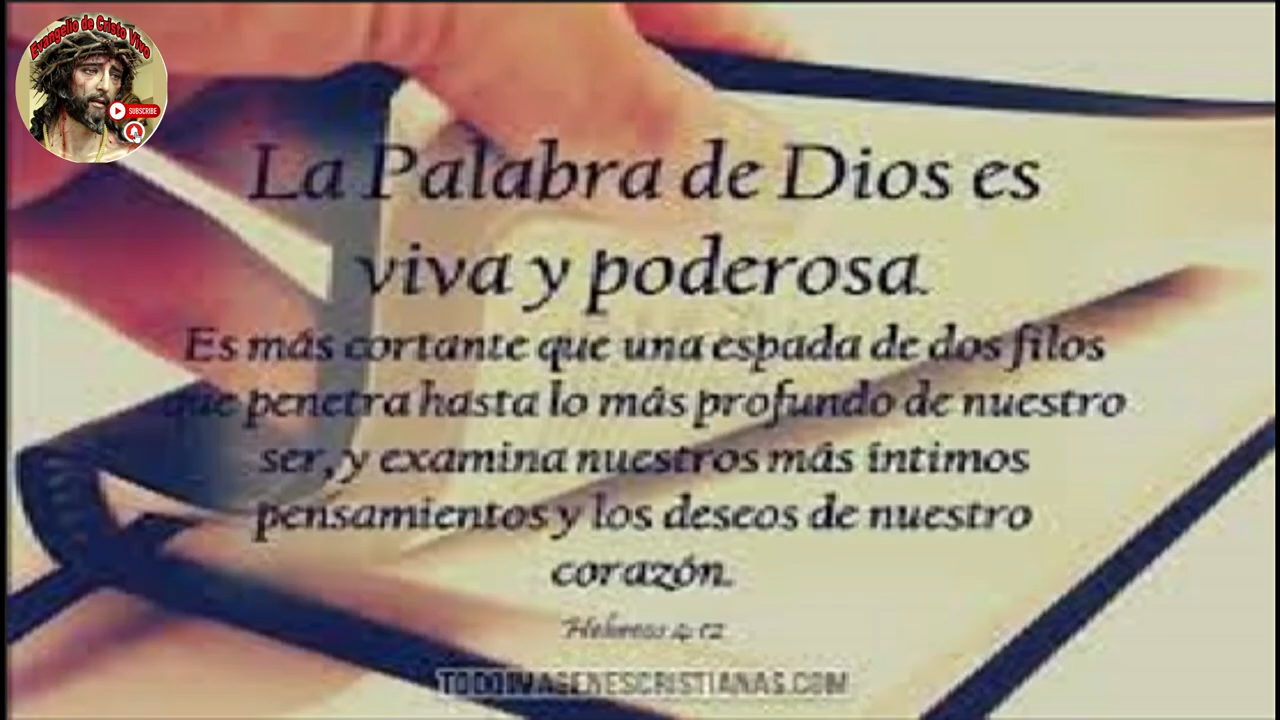 Evangelio de Cristo Vivo
SUBSCRIBE
La Palabra de Dios es
viva y poderosa.
Es más cortante que una espada de dos filos
que penetra hasta lo más profundo de nuestro
ser, y examina nuestros más íntimos
pensamientos y los deseos de nuestro
corazón.
Hebreos 4:12
TODOIMAGENESCRISTIANAS.COM